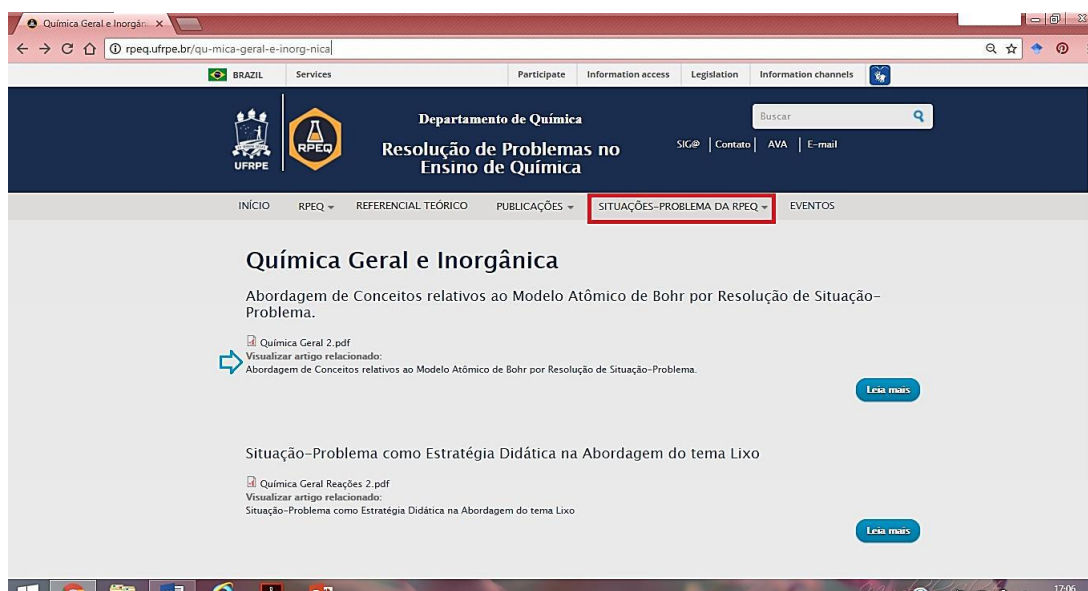 Química Geral e Inorgân
rpeq.ufrpe.br/qu-mica-geral-e-inorg-nica
BRAZIL Services Participate Information access Legislation Information channels
Departamento de Química
Resolução de Problemas no
Ensino de Química
UFRPE
RPEQ
Buscar
SIG@ | Contato | AVA | E-mail
INÍCIO RPEQ REFERENCIAL TEÓRICO PUBLICAÇÕES SITUAÇÕES-PROBLEMA DA RPEQ EVENTOS
Química Geral e Inorgânica
Abordagem de Conceitos relativos ao Modelo Atômico de Bohr por Resolução de Situação-
Problema.
Química Geral 2.pdf
Visualizar artigo relacionado:
Abordagem de Conceitos relativos ao Modelo Atômico de Bohr por Resolução de Situação-Problema.
Leia mais
Situação-Problema como Estratégia Didática na Abordagem do tema Lixo
Química Geral Reações 2.pdf
Visualizar artigo relacionado:
Situação-Problema como Estratégia Didática na Abordagem do tema Lixo
Leia mais
17:06